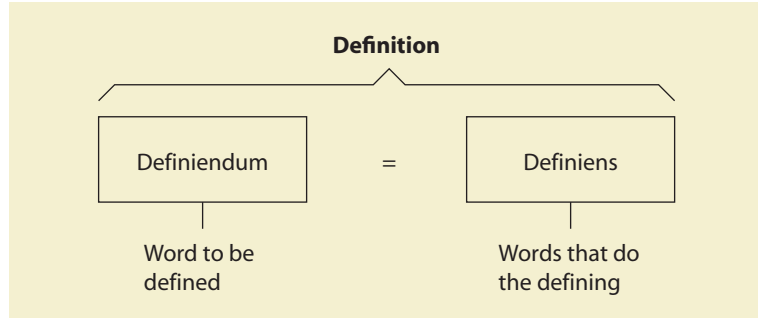 Definition
Definiendum = Definiens
Word to be
defined
Words that do
the defining